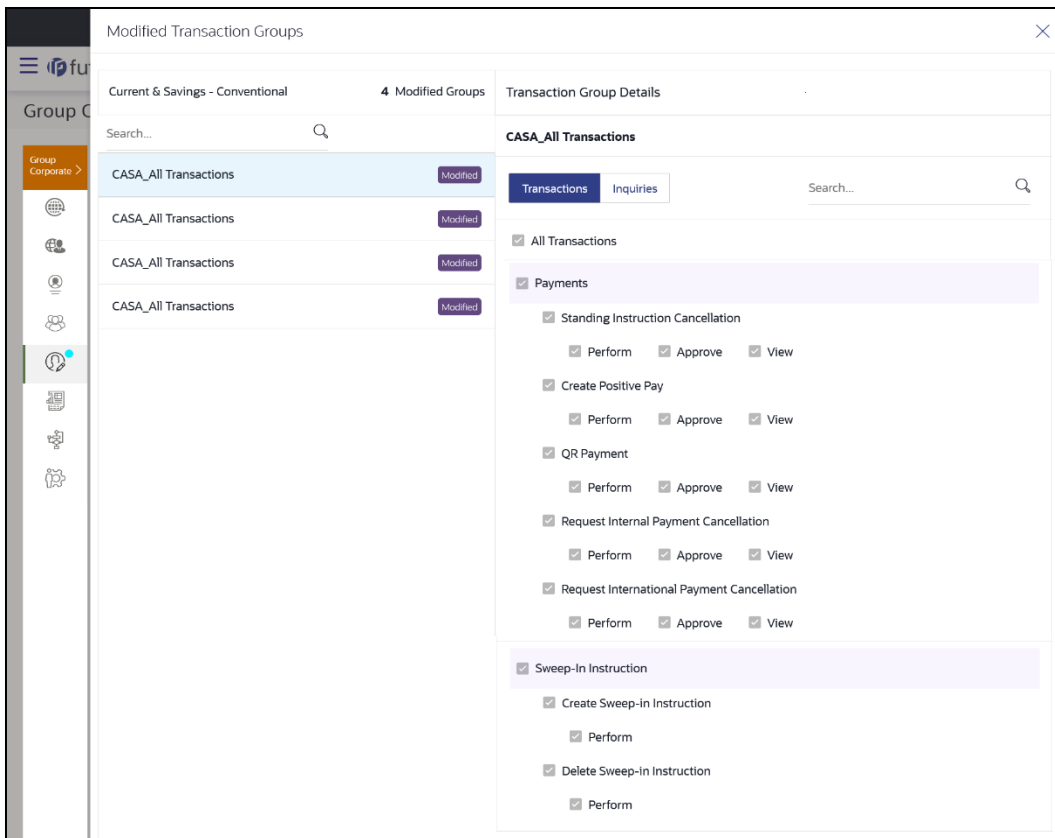 Modified Transaction Groups
fu
Group C
Group
Corporate >
Current & Savings - Conventional 4 Modified Groups
Search...
CASA_All Transactions Modified
CASA_All Transactions Modified
CASA_All Transactions Modified
CASA_All Transactions Modified
Transaction Group Details
CASA_All Transactions
Transactions Inquiries Search...
All Transactions
Payments
Standing Instruction Cancellation
Perform Approve View
Create Positive Pay
Perform Approve View
QR Payment
Perform Approve View
Request Internal Payment Cancellation
Perform Approve View
Request International Payment Cancellation
Perform Approve View
Sweep-In Instruction
Create Sweep-in Instruction
Perform
Delete Sweep-in Instruction
Perform